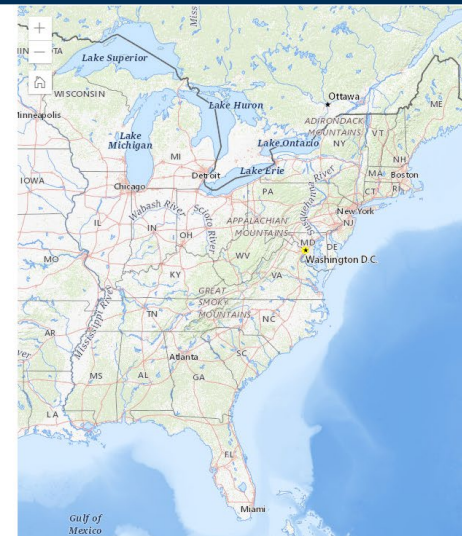 Lake Superior
WISCONSIN
Lake Huron
Ottawa
ME
ADIRONDACK
MOUNTAINS
VT
NY
NH
Lake
Michigan
Lake Ontario
MI
Detroit
Lake Erie
MA
Boston
CT
RI
IOWA
Chicago
PA
Susquehanna River
New York
NJ
Wabash River
Scioto River
IL
IN
OH
APPALACHIAN
MOUNTAINS
MD
DE
Washington D.C
WV
MO
KY
VA
GREAT
SMOKY
MOUNTAINS
TN
NC
Mississippi River
AR
Atlanta
SC
MS
AL
GA
LA
FL
Miami
Gulf of
Mexico